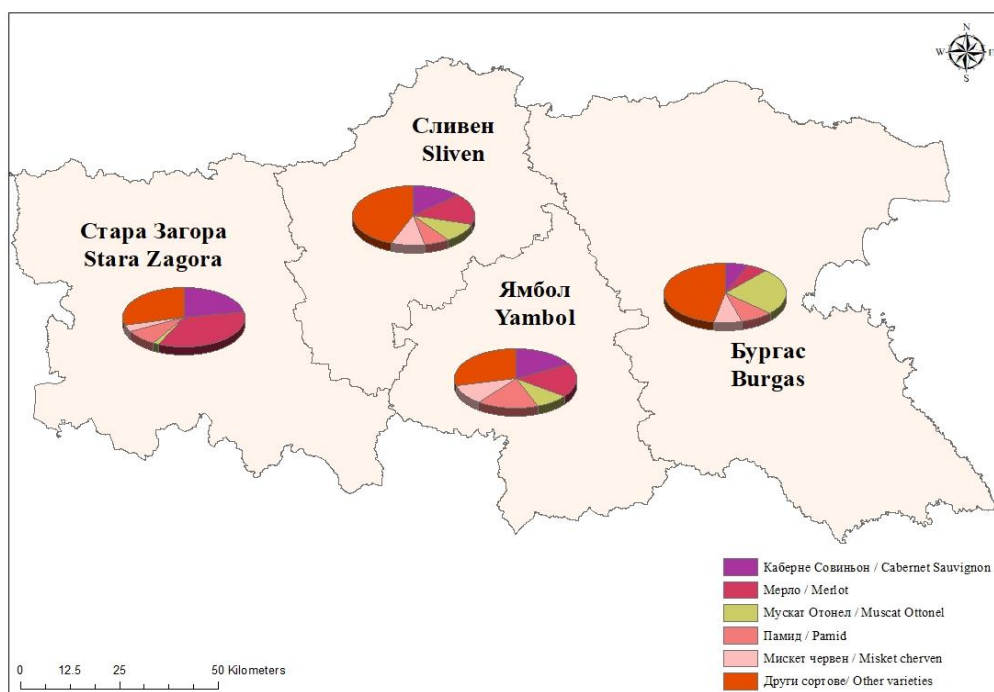 N
W
E
S
Сливен
Sliven
Стара Загора
Stara Zagora
Ямбол
Yambol
Бургас
Burgas
Каберне Совиньон / Cabernet Sauvignon
Мерло / Merlot
Мускат Отонел / Muscat Ottonel
Памид / Pamid
Мискет червен / Misket cherven
Други сортове/ Other varieties
0 12.5 25 50 Kilometers